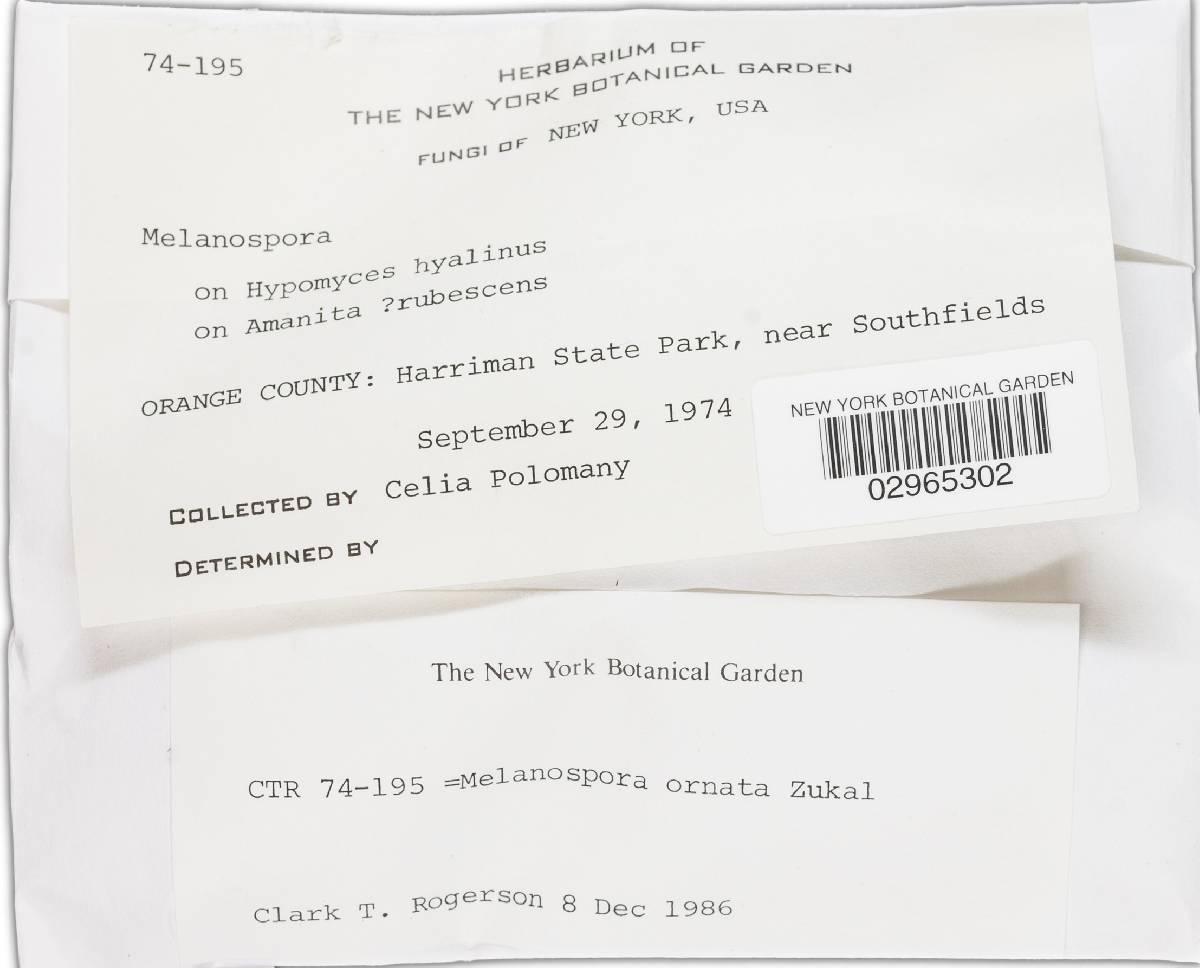 74-195
HERBARIUM OF
THE NEW YORK BOTANICAL GARDEN
FUNGI OF NEW YORK, USA
Melanospora
on Hypomyces hyalinus
on Amanita ?rubescens
ORANGE COUNTY: Harriman State Park, near Southfields
September 29, 1974
COLLECTED BY Celia Polomany
DETERMINED BY
NEW YORK BOTANICAL GARDEN
02965302
The New York Botanical Garden
CTR 74-195 =Melanospora ornata Zukal
Clark T. Rogerson 8 Dec 1986